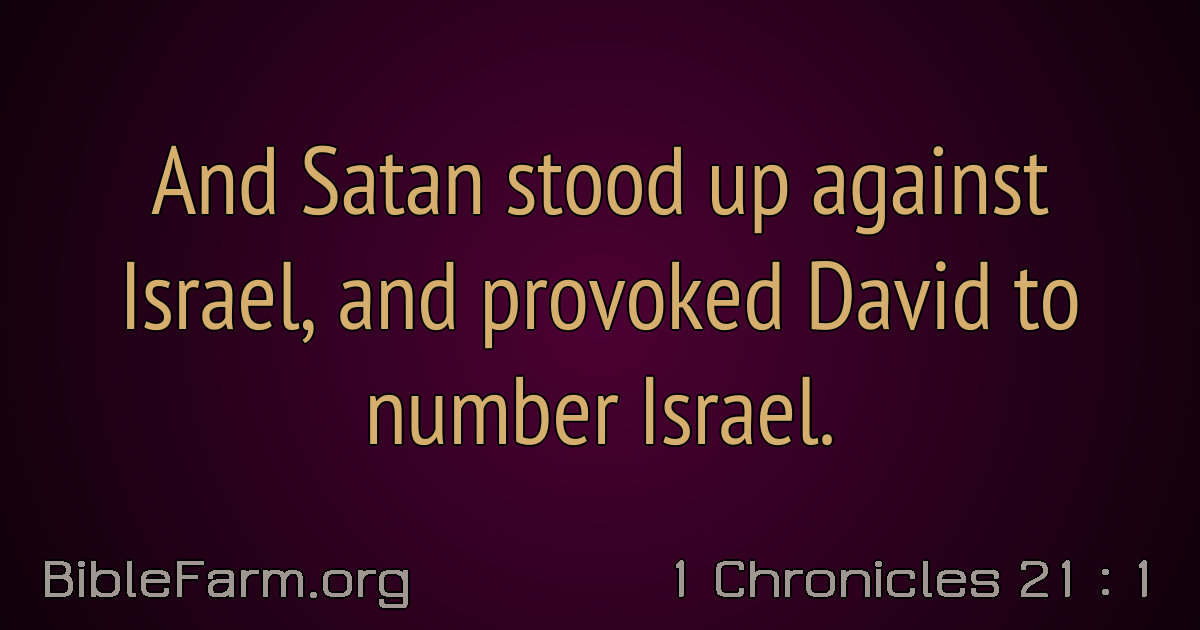 And Satan stood up against
Israel, and provoked David to
number Israel.
BibleFarm.org
1 Chronicles 21 : 1